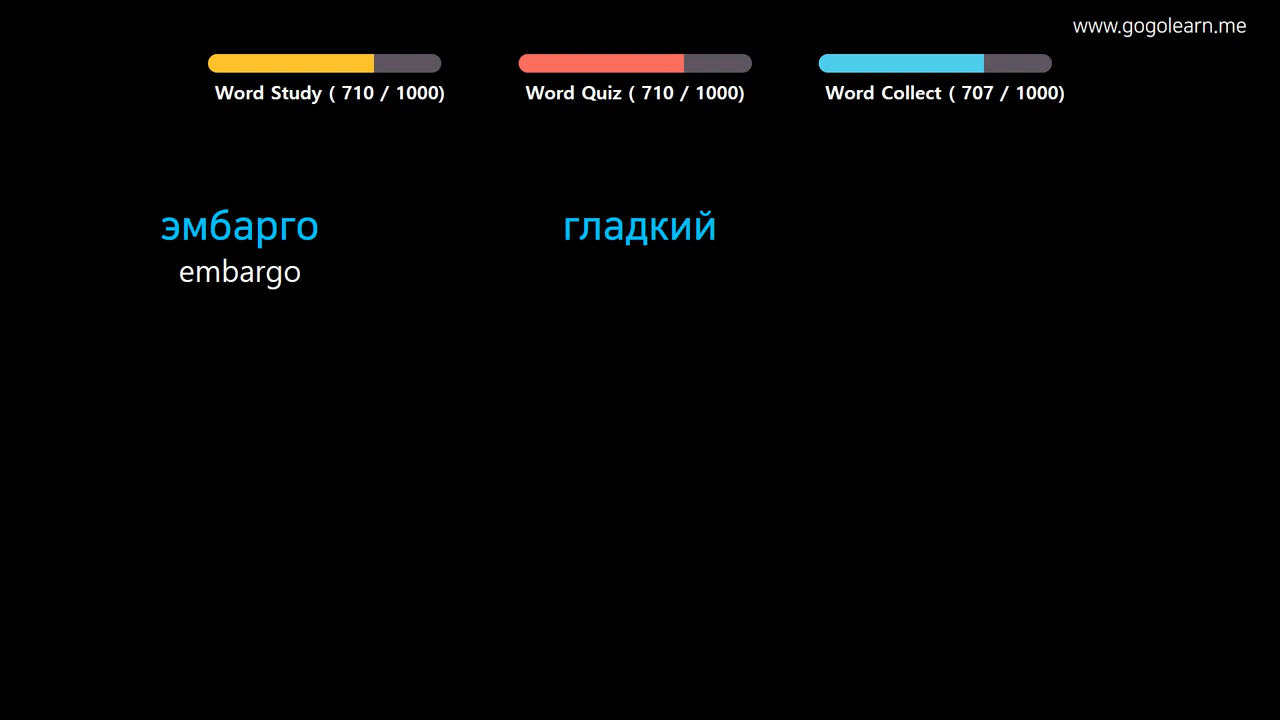 www.gogolearn.me
Word Study ( 710 / 1000)
Word Quiz ( 710 / 1000)
Word Collect ( 707 / 1000)
эмбарго
embargo
гладкий